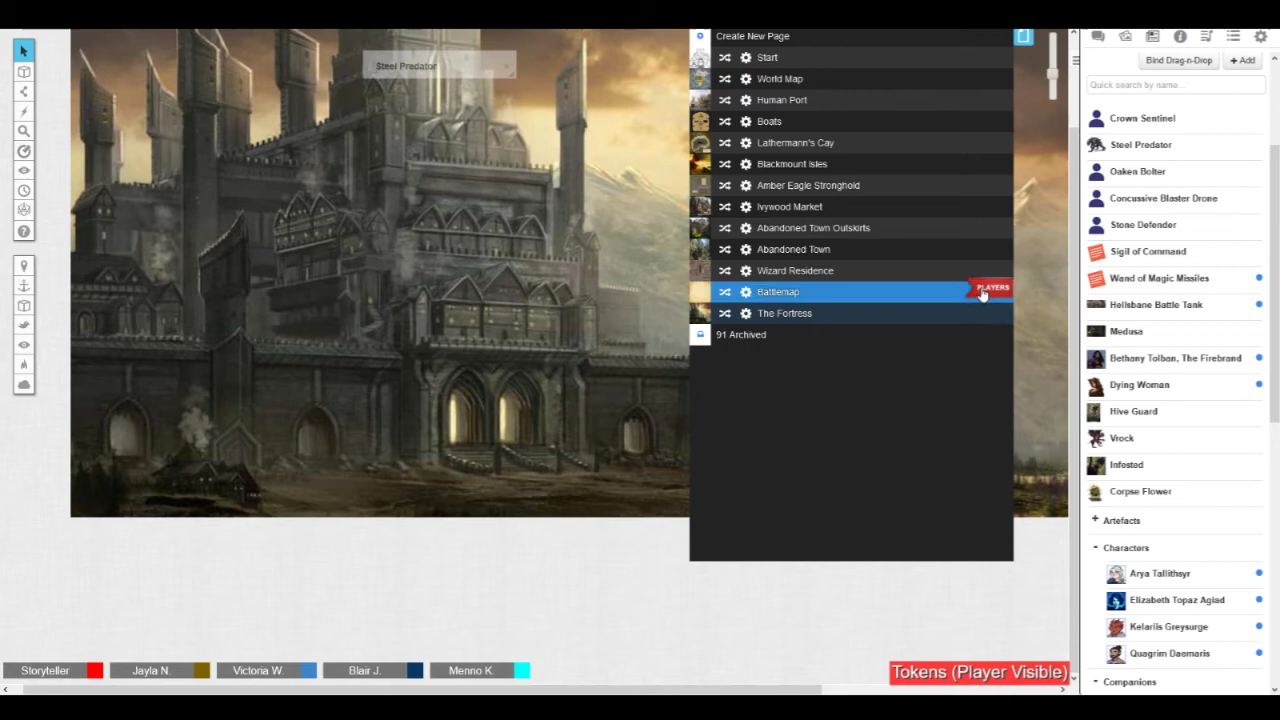 Steel Predator
Create New Page
Start
World Map
Human Port
Boats
Lathermann's Cay
Blackmount Isles
Amber Eagle Stronghold
Ivywood Market
Abandoned Town Outskirts
Abandoned Town
Wizard Residence
Battlemap
PLAYERS
The Fortress
91 Archived
Bind Drag-n-Drop
+ Add
Quick search by name...
Crown Sentinel
Steel Predator
Oaken Bolter
Concussive Blaster Drone
Stone Defender
Sigil of Command
Wand of Magic Missiles
Hellsbane Battle Tank
Medusa
Bethany Tolban, The Firebrand
Dying Woman
Hive Guard
Vrock
Infested
Corpse Flower
+ Artefacts
- Characters
Arya Tallithsyr
Elizabeth Topaz Agiad
Kelariis Greysurge
Quagrim Daemaris
- Companions
Storyteller
Jayla N.
Victoria W.
Blair J.
Menno K.
Tokens (Player Visible)